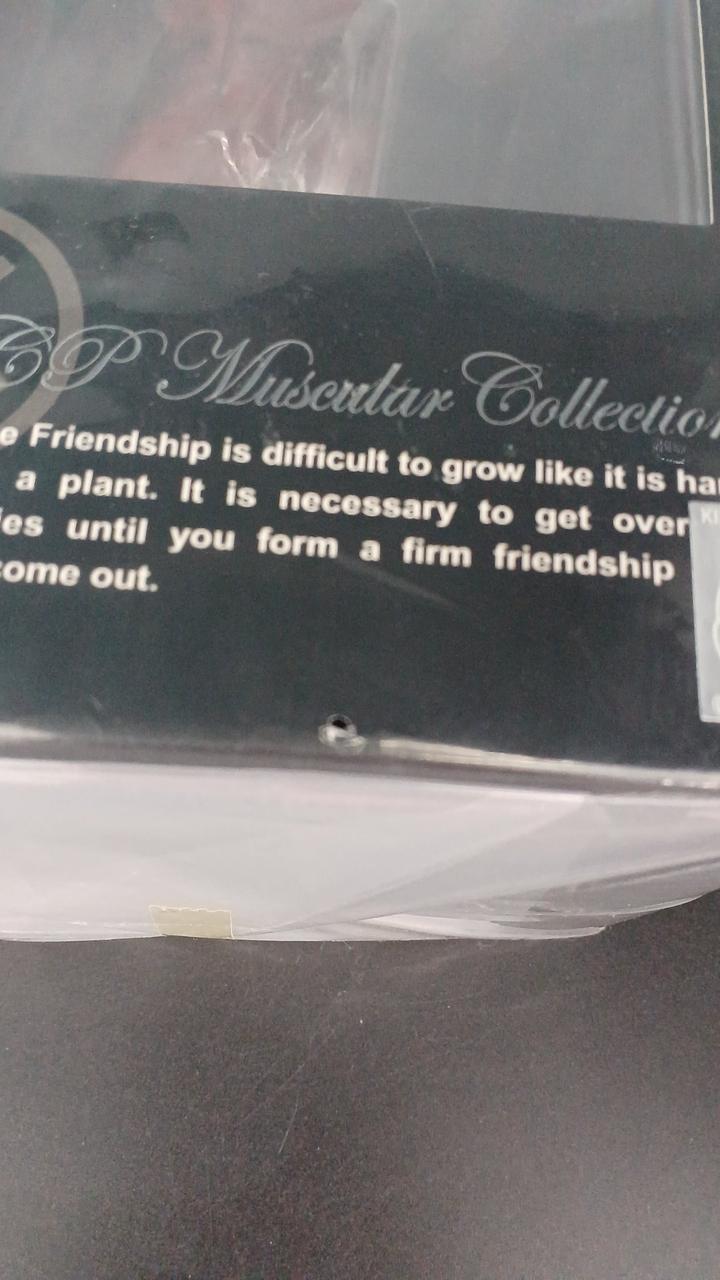 CP Muscular Collection
e Friendship is difficult to grow like it is ha
a plant. It is necessary to get over
ies until you form a firm friendship
come out.